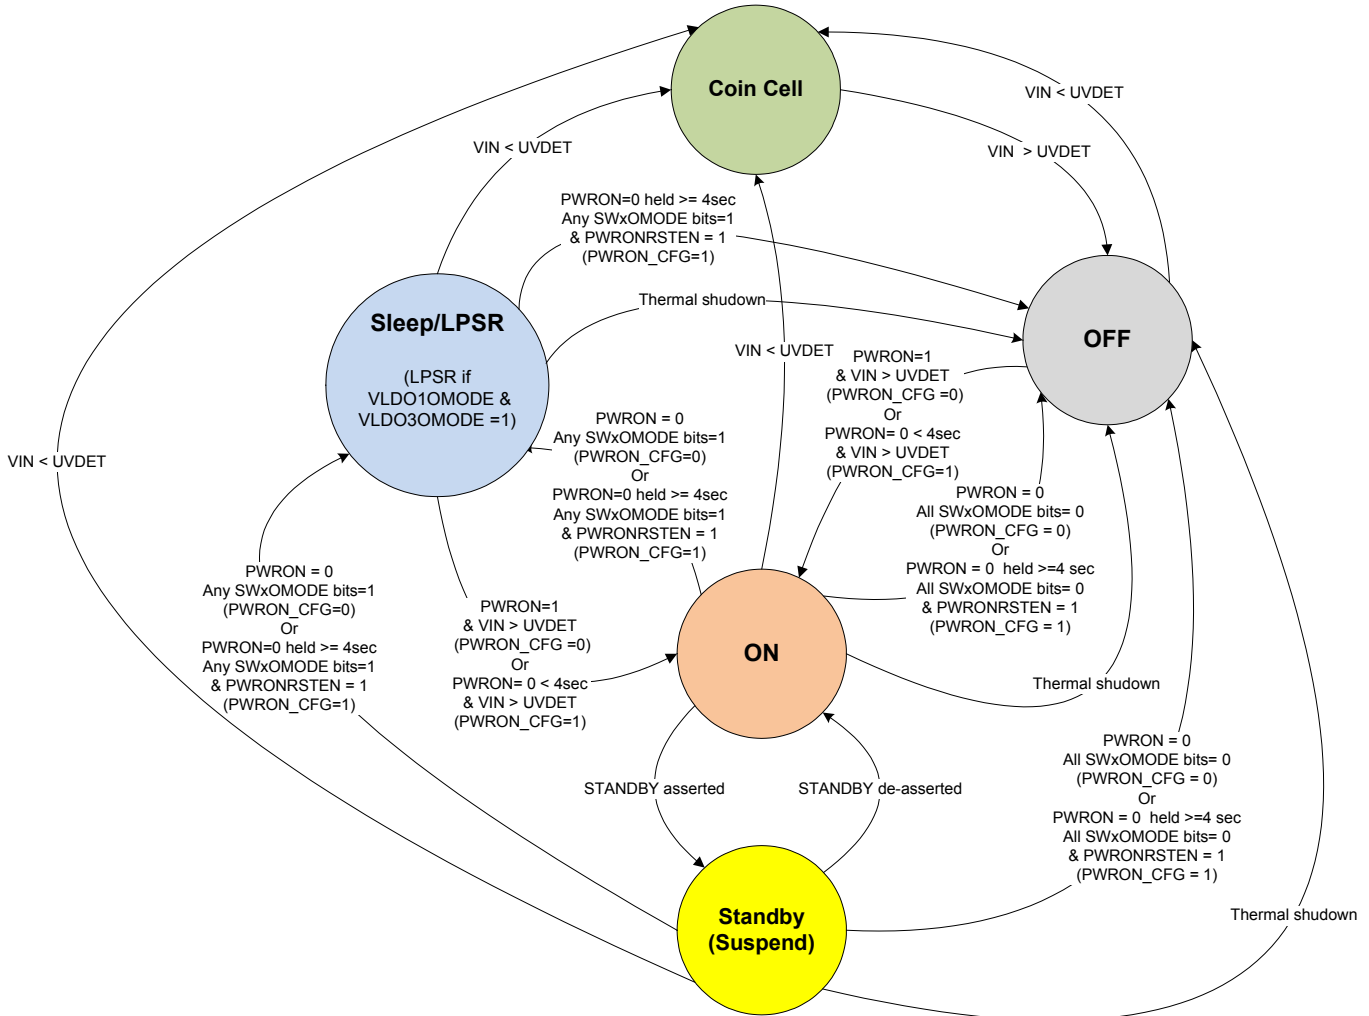 Coin Cell
VIN < UVDET
VIN < UVDET
VIN > UVDET
PWRON=0 held >= 4sec
Any SWxOMODE bits=1
& PWRONRSTEN = 1
(PWRON_CFG=1)
Thermal shudown
Sleep/LPSR
(LPSR if
VLDO1OMODE &
VLDO3OMODE =1)
OFF
VIN < UVDET
PWRON=1
& VIN > UVDET
(PWRON_CFG =0)
Or
PWRON= 0 < 4sec
& VIN > UVDET
(PWRON_CFG=1)
PWRON = 0
Any SWxOMODE bits=1
(PWRON_CFG=0)
Or
PWRON=0 held >= 4sec
Any SWxOMODE bits=1
& PWRONRSTEN = 1
(PWRON_CFG=1)
VIN < UVDET
PWRON = 0
All SWxOMODE bits= 0
(PWRON_CFG = 0)
Or
PWRON = 0 held >=4 sec
All SWxOMODE bits= 0
& PWRONRSTEN = 1
(PWRON_CFG = 1)
PWRON = 0
Any SWxOMODE bits=1
(PWRON_CFG=0)
Or
PWRON=0 held >= 4sec
Any SWxOMODE bits=1
& PWRONRSTEN = 1
(PWRON_CFG=1)
PWRON=1
& VIN > UVDET
(PWRON_CFG =0)
Or
PWRON= 0 < 4sec
& VIN > UVDET
(PWRON_CFG=1)
ON
Thermal shudown
STANDBY asserted
STANDBY de-asserted
PWRON = 0
All SWxOMODE bits= 0
(PWRON_CFG = 0)
Or
PWRON = 0 held >=4 sec
All SWxOMODE bits= 0
& PWRONRSTEN = 1
(PWRON_CFG = 1)
Standby
(Suspend)
Thermal shudown